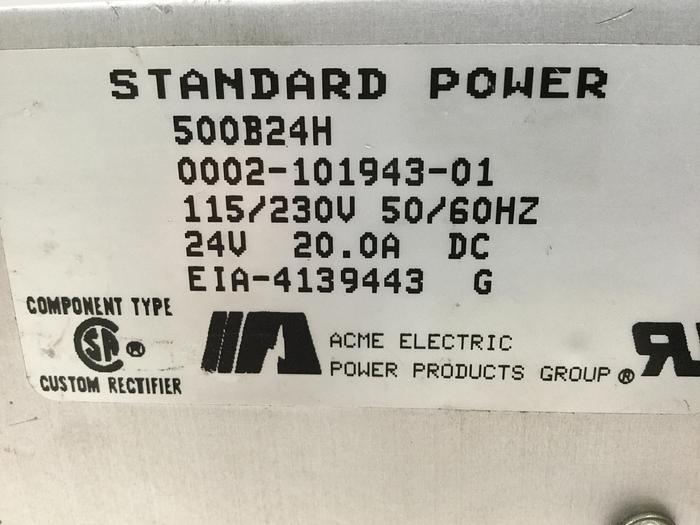 STANDARD POWER
500B24H
0002-101943-01
115/230V 50/60HZ
24V 20.0A DC
EIA-4139443 G
COMPONENT TYPE
SA ®
CUSTOM RECTIFIER
ACME ELECTRIC
POWER PRODUCTS GROUP ®